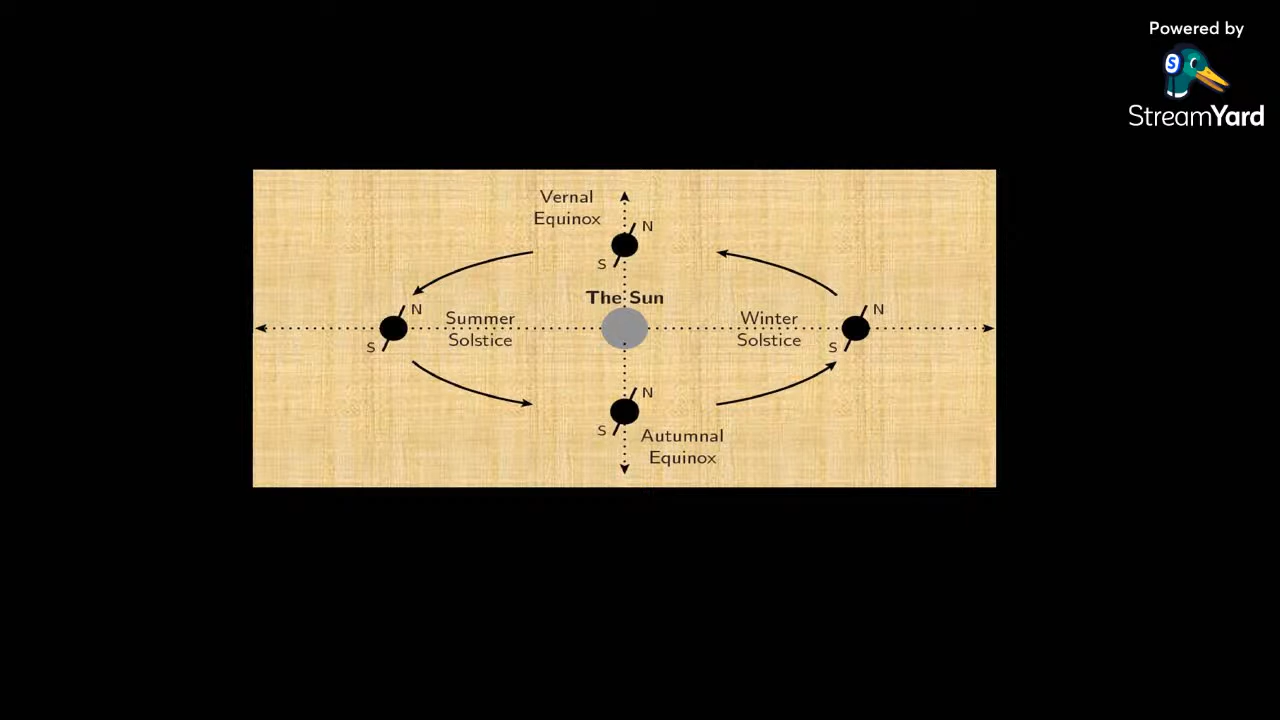 Powered by
S
StreamYard
Vernal
Equinox
N
S
The Sun
N
Summer
Solstice
S
Winter
Solstice
N
S
N
S
Autumnal
Equinox